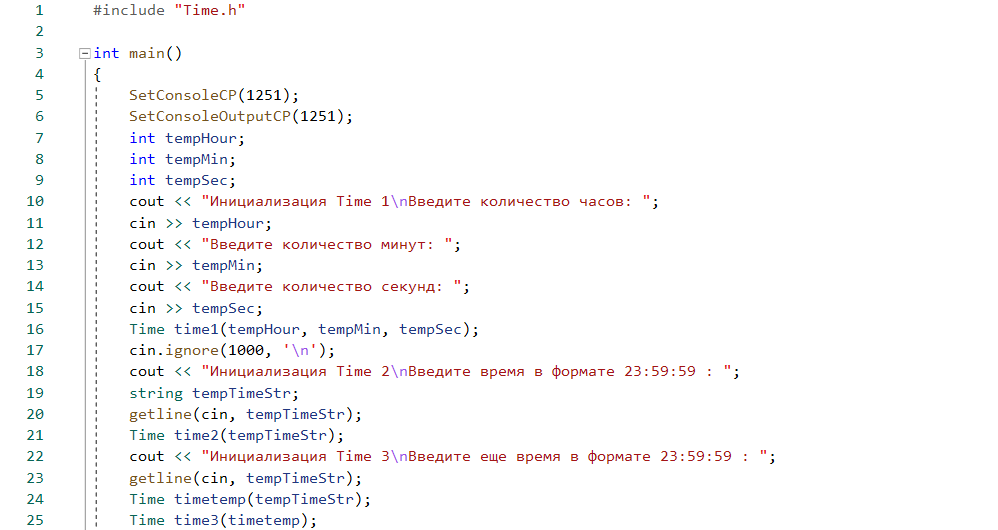 1 #include "Time.h"
2
3 int main()
4 {
5 SetConsoleCP(1251);
6 SetConsoleOutputCP(1251);
7 int tempHour;
8 int tempMin;
9 int tempSec;
10 cout << "Инициализация Time 1\nВведите количество часов: ";
11 cin >> tempHour;
12 cout << "Введите количество минут: ";
13 cin >> tempMin;
14 cout << "Введите количество секунд: ";
15 cin >> tempSec;
16 Time time1(tempHour, tempMin, tempSec);
17 cin.ignore(1000, '\n');
18 cout << "Инициализация Time 2\nВведите время в формате 23:59:59 : ";
19 string tempTimeStr;
20 getline(cin, tempTimeStr);
21 Time time2(tempTimeStr);
22 cout << "Инициализация Time 3\nВведите еще время в формате 23:59:59 : ";
23 getline(cin, tempTimeStr);
24 Time timetemp(tempTimeStr);
25 Time time3(timetemp);